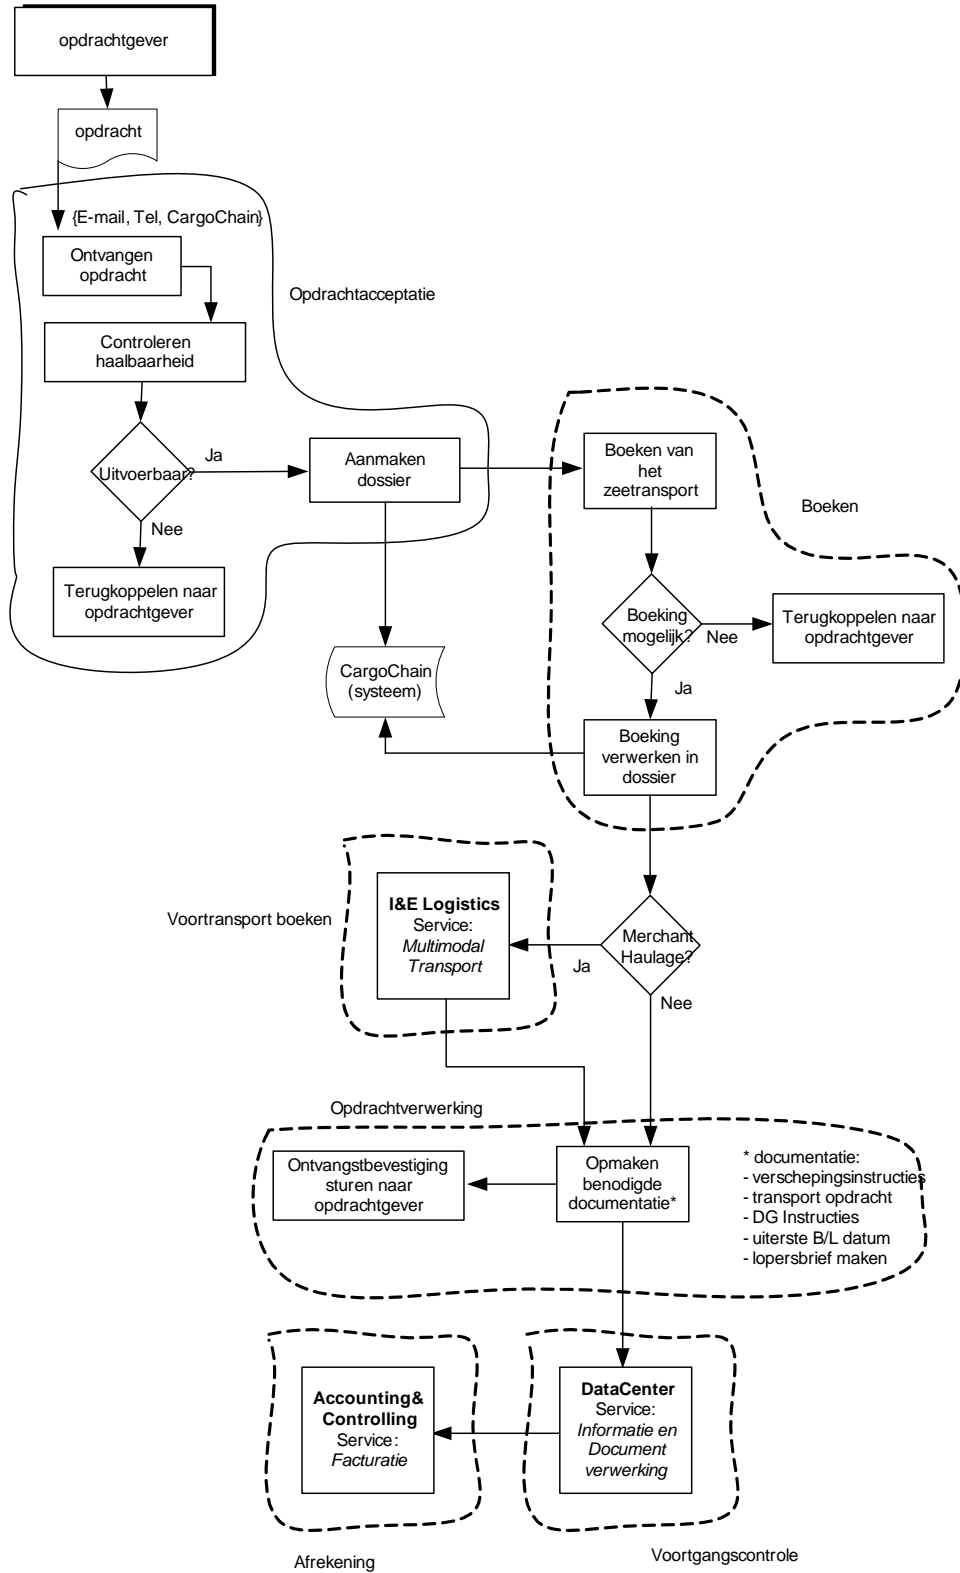 opdrachtgever
opdracht
{E-mail, Tel, CargoChain}
Ontvangen
opdracht
Opdrachtacceptatie
Controleren
haalbaarheid
Uitvoerbaar?
Ja
Nee
Aanmaken
dossier
Terugkoppelen naar
opdrachtgever
Boeken van
het
zeetransport
Boeken
Boeking
mogelijk?
Nee
Terugkoppelen naar
opdrachtgever
Ja
CargoChain
(systeem)
Boeking
verwerken in
dossier
Voortransport boeken
I&E Logistics
Service:
Multimodal
Transport
Merchant
Haulage?
Ja
Nee
Opdrachtverwerking
Ontvangstbevestiging
sturen naar
opdrachtgever
Opmaken
benodigde
documentatie*
* documentatie:
- verschepingsinstructies
- transport opdracht
- DG Instructies
- uiterste B/L datum
- lopersbrief maken
Accounting&
Controlling
Service:
Facturatie
DataCenter
Service:
Informatie en
Document
verwerking
Afrekening
Voortgangscontrole